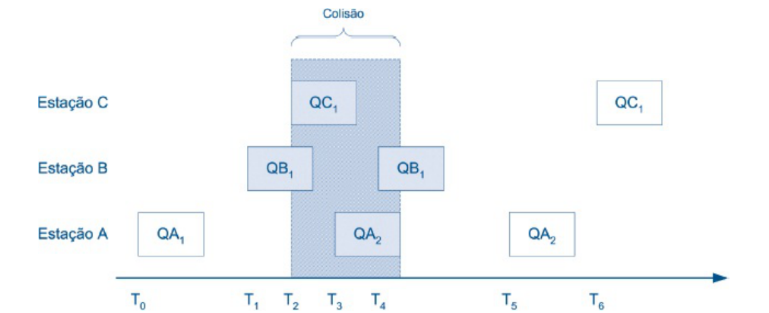 Colisão
Estação C QC₁ QC₁
Estação B QB₁ QB₁
Estação A QA₁ QA₂ QA₂
T₀ T₁ T₂ T₃ T₄ T₅ T₆